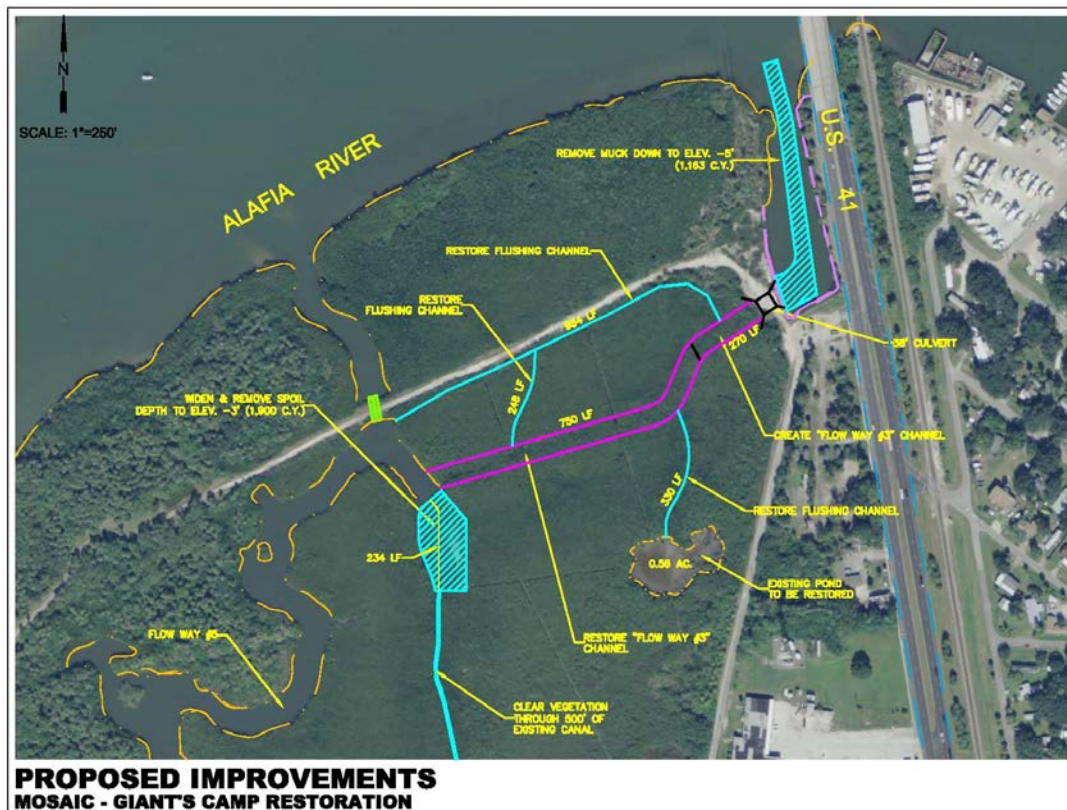 N
SCALE: 1"=250'
ALAFIA RIVER
U.S. 41
REMOVE MUCK DOWN TO ELEV. -5'
(1,163 C.Y.)
RESTORE FLUSHING CHANNEL
RESTORE
FLUSHING CHANNEL
954 LF
248 LF
270 LF
38' CULVERT
WIDEN & REMOVE SPOIL
DEPTH TO ELEV. -3' (1,900 C.Y.)
750 LF
CREATE "FLOW WAY #3" CHANNEL
330 LF
RESTORE FLUSHING CHANNEL
234 LF
0.56 AC.
EXISTING POND
TO BE RESTORED
FLOW WAY #5
RESTORE "FLOW WAY #3"
CHANNEL
CLEAR VEGETATION
THROUGH 500' OF
EXISTING CANAL
PROPOSED IMPROVEMENTS
MOSAIC - GIANT'S CAMP RESTORATION